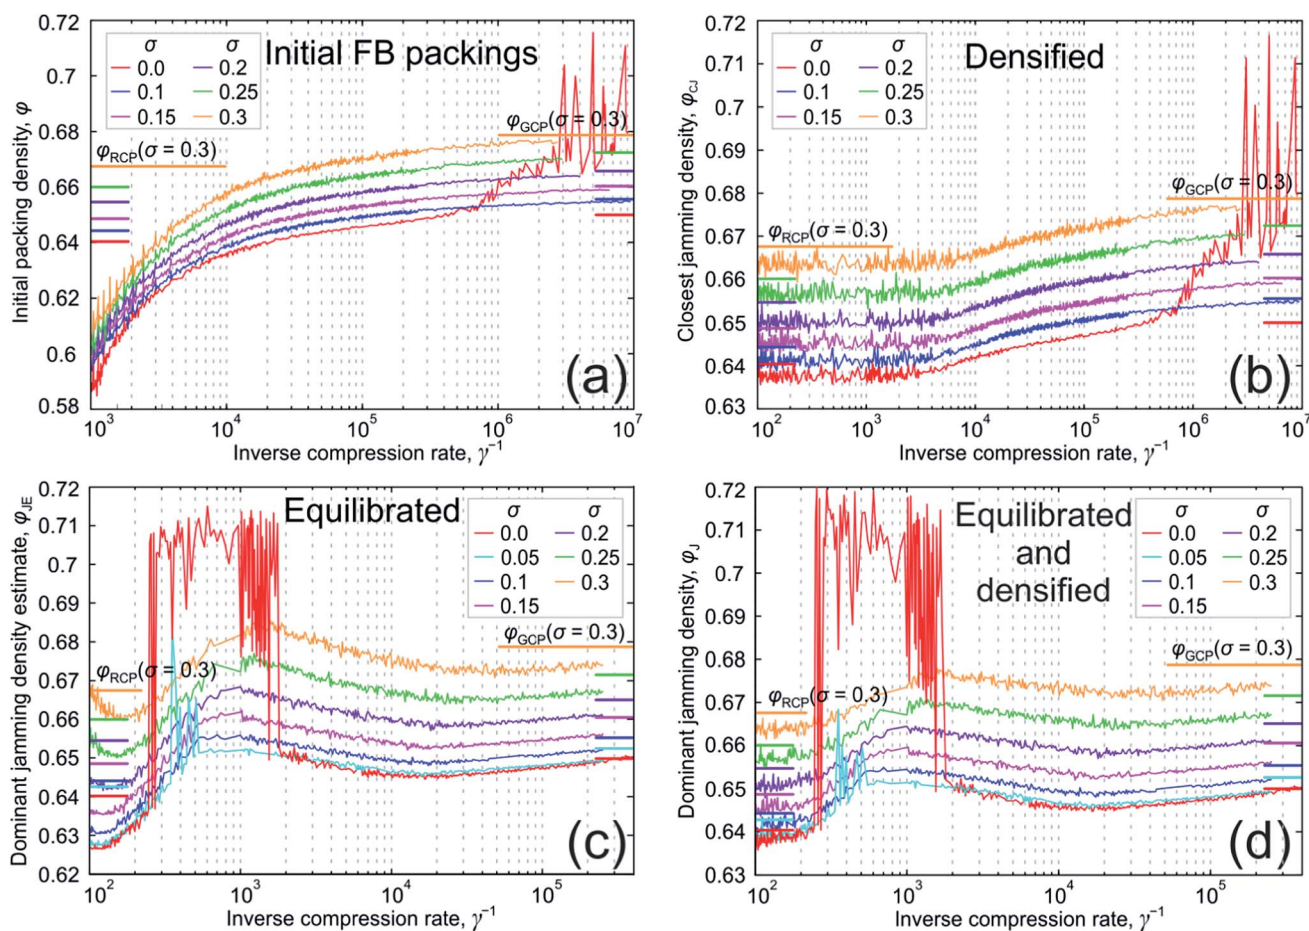 Initial FB packings
Initial packing density, φ
0.72
0.7
0.68
0.66
0.64
0.62
0.6
0.58
σ σ
0.0 0.2
0.1 0.25
0.15 0.3
φRCP(σ = 0.3)
φGCP(σ = 0.3)
(a)
10³ 10⁴ 10⁵ 10⁶ 10⁷
Inverse compression rate, γ⁻¹
Densified
Closest jamming density, φCJ
0.72
0.71
0.7
0.69
0.68
0.67
0.66
0.65
0.64
0.63
σ σ
0.0 0.2
0.1 0.25
0.15 0.3
φRCP(σ = 0.3)
φGCP(σ = 0.3)
(b)
10² 10³ 10⁴ 10⁵ 10⁶ 10⁷
Inverse compression rate, γ⁻¹
Equilibrated
Dominant jamming density estimate, φJE
0.72
0.71
0.7
0.69
0.68
0.67
0.66
0.65
0.64
0.63
0.62
σ σ
0.0 0.2
0.05 0.25
0.1 0.3
0.15
φRCP(σ = 0.3)
φGCP(σ = 0.3)
(c)
10² 10³ 10⁴ 10⁵
Inverse compression rate, γ⁻¹
Equilibrated
and
densified
Dominant jamming density, φJ
0.72
0.71
0.7
0.69
0.68
0.67
0.66
0.65
0.64
0.63
σ σ
0.0 0.2
0.05 0.25
0.1 0.3
0.15
φRCP(σ = 0.3)
φGCP(σ = 0.3)
(d)
10² 10³ 10⁴ 10⁵
Inverse compression rate, γ⁻¹